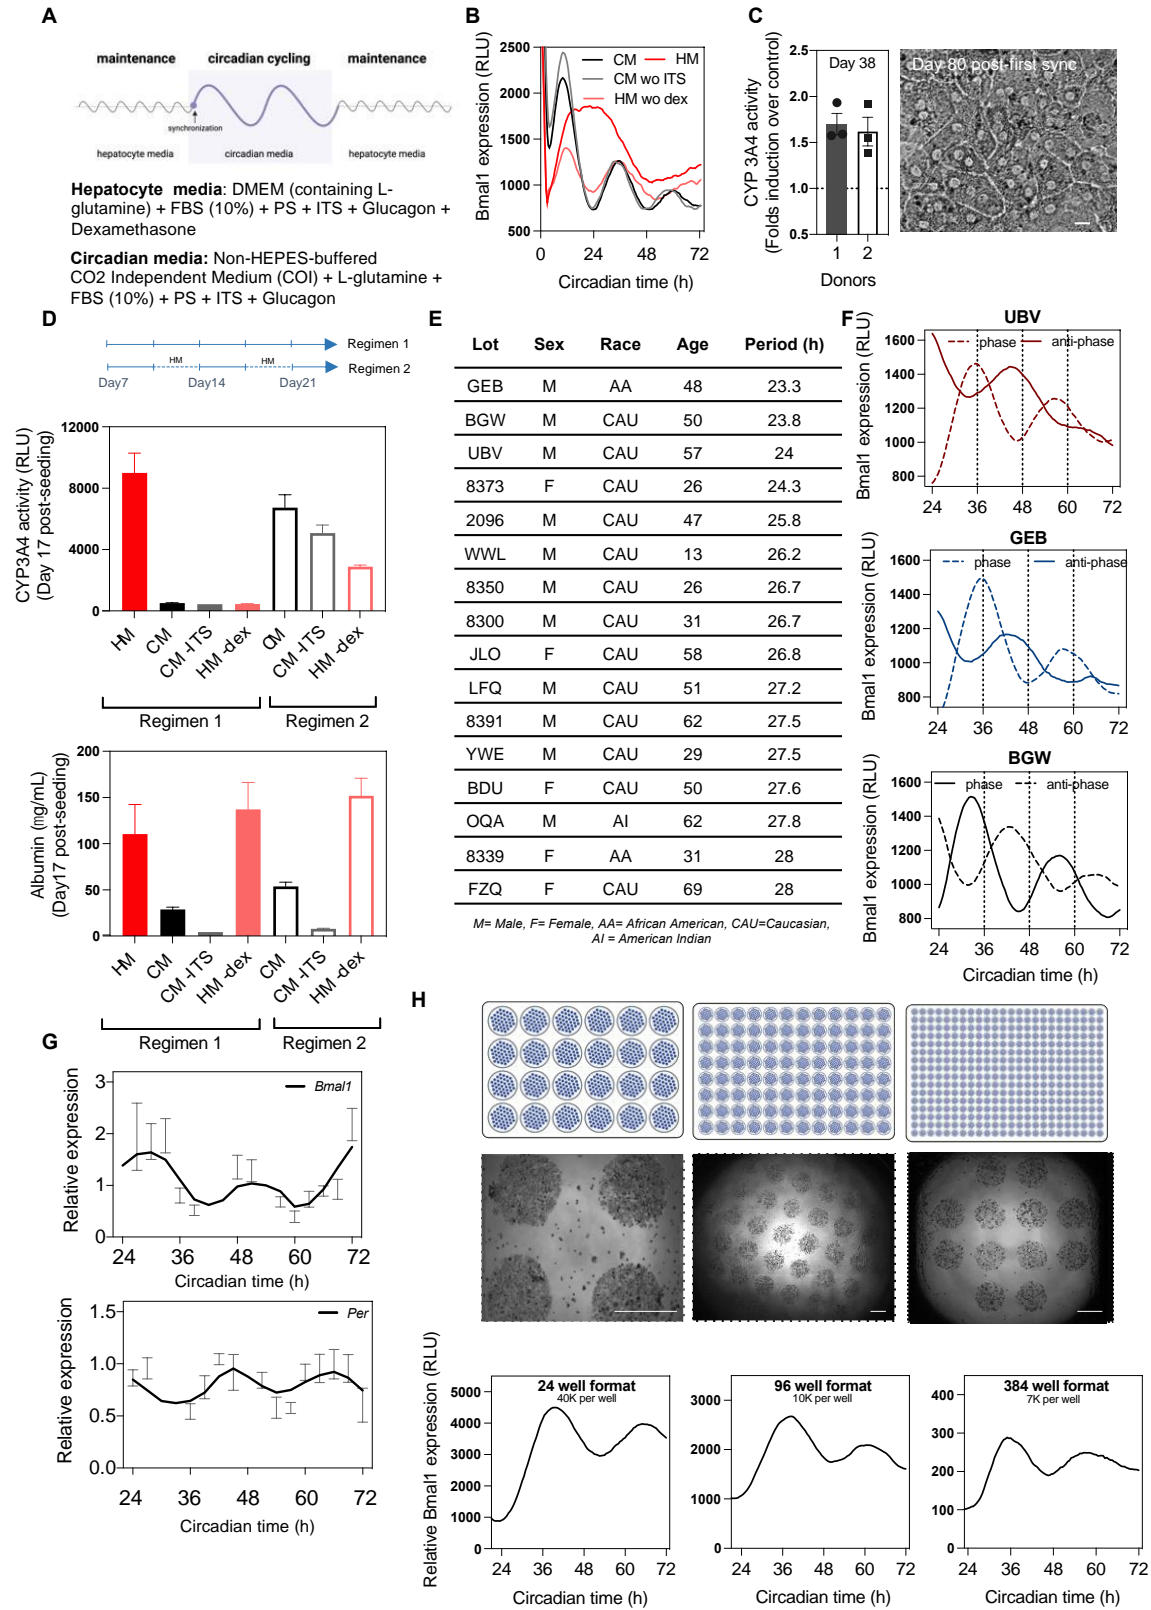 A
maintenance
circadian cycling
maintenance
synchronization
hepatocyte media
circadian media
hepatocyte media
Hepatocyte media: DMEM (containing L-
glutamine) + FBS (10%) + PS + ITS + Glucagon +
Dexamethasone
Circadian media: Non-HEPES-buffered
CO2 Independent Medium (COI) + L-glutamine +
FBS (10%) + PS + ITS + Glucagon
B
Bmal1 expression (RLU)
2500
2000
1500
1000
500
CM
HM
CM wo ITS
HM wo dex
0
24
48
72
Circadian time (h)
C
CYP 3A4 activity
(Folds induction over control)
2.5
2.0
1.5
1.0
0.5
Day 38
1
2
Donors
Day 80 post-first sync
D
HM
HM
Regimen 1
Regimen 2
Day7
Day14
Day21
CYP3A4 activity (RLU)
(Day 17 post-seeding)
12000
8000
4000
0
HM
CM
CM -ITS
HM -dex
CM
CM -ITS
HM -dex
Regimen 1
Regimen 2
Albumin (mg/mL)
(Day17 post-seeding)
200
150
100
50
0
HM
CM
CM -ITS
HM -dex
CM
CM -ITS
HM -dex
Regimen 1
Regimen 2
E
Lot Sex Race Age Period (h)
GEB M AA 48 23.3
BGW M CAU 50 23.8
UBV M CAU 57 24
8373 F CAU 26 24.3
2096 M CAU 47 25.8
WWL M CAU 13 26.2
8350 M CAU 26 26.7
8300 M CAU 31 26.7
JLO F CAU 58 26.8
LFQ M CAU 51 27.2
8391 M CAU 62 27.5
YWE M CAU 29 27.5
BDU F CAU 50 27.6
OQA M AI 62 27.8
8339 F AA 31 28
FZQ F CAU 69 28
M= Male, F= Female, AA= African American, CAU=Caucasian,
AI = American Indian
F
UBV
Bmal1 expression (RLU)
1600
1400
1200
1000
800
phase
anti-phase
24
36
48
60
72
GEB
Bmal1 expression (RLU)
1600
1400
1200
1000
800
phase
anti-phase
24
36
48
60
72
BGW
Bmal1 expression (RLU)
1600
1400
1200
1000
800
phase
anti-phase
24
36
48
60
72
Circadian time (h)
G
Relative expression
3
2
1
0
Bmal1
24
36
48
60
72
Circadian time (h)
Relative expression
1.5
1.0
0.5
0.0
Per
24
36
48
60
72
Circadian time (h)
H
Relative Bmal1 expression (RLU)
24 well format
40K per well
5000
4000
3000
2000
1000
0
24
36
48
60
72
Circadian time (h)
96 well format
10K per well
3000
2000
1000
0
24
36
48
60
72
Circadian time (h)
384 well format
7K per well
400
300
200
100
0
24
36
48
60
72
Circadian time (h)